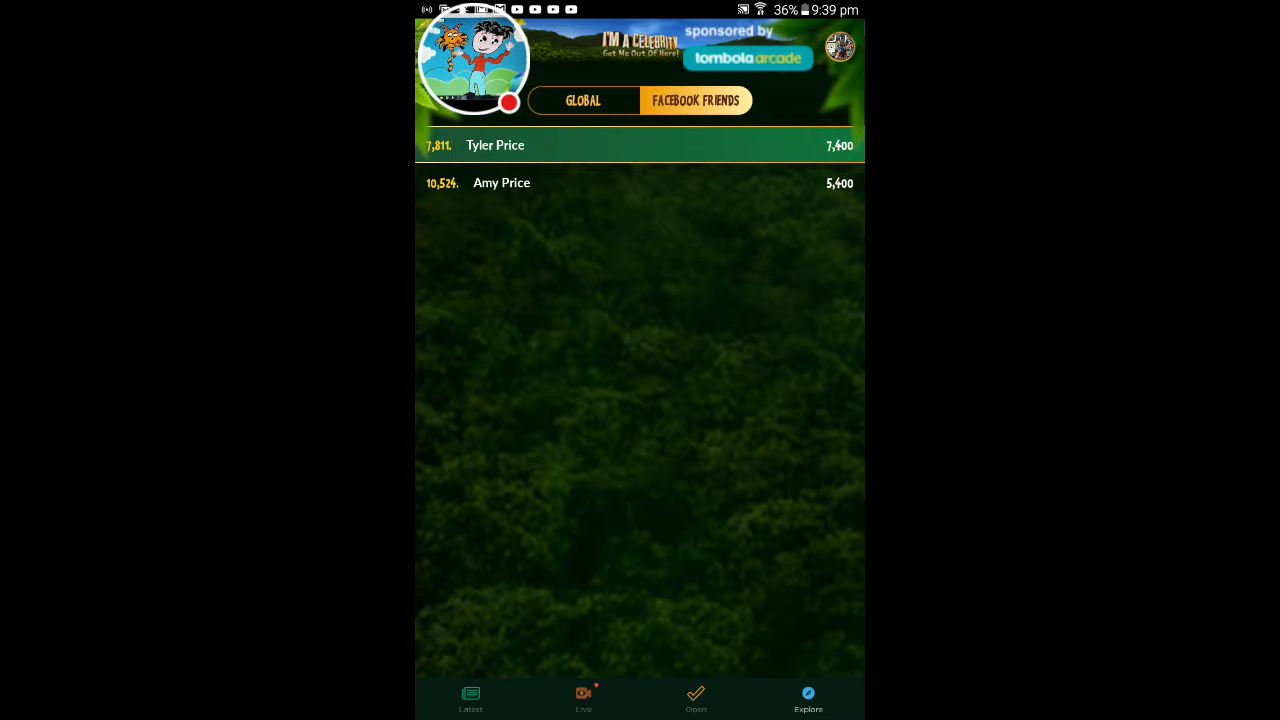 36% 9:39 pm
I'M A CELEBRITY
Get Me Out Of Here!
sponsored by
tombola arcade
GLOBAL FACEBOOK FRIENDS
7,811. Tyler Price 7,400
10,524. Amy Price 5,400
Latest Live Open Explore